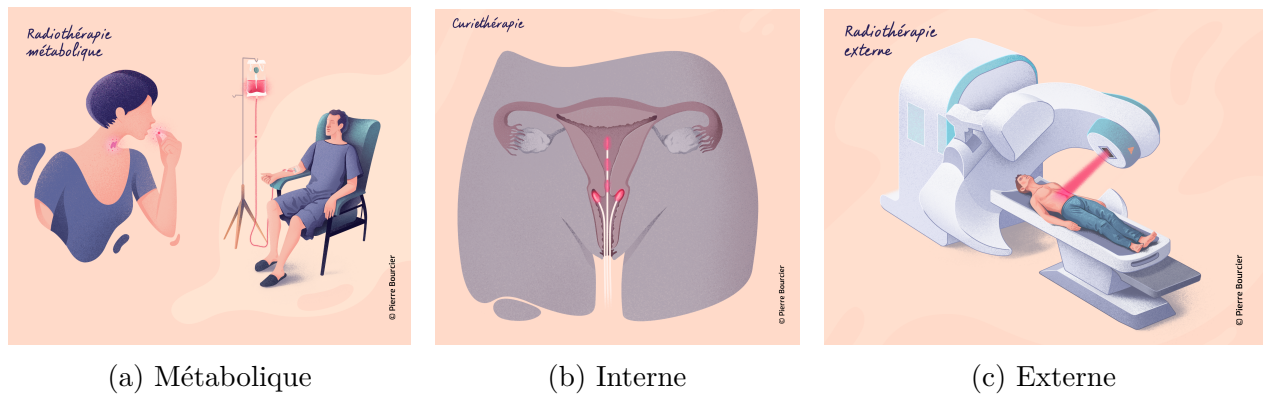 Radiothérapie
métabolique
© Pierre Bourcier
Curiethérapie
© Pierre Bourcier
Radiothérapie
externe
© Pierre Bourcier
(a) Métabolique
(b) Interne
(c) Externe